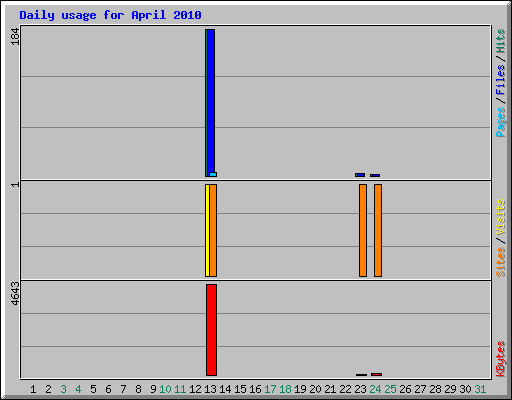 Daily usage for April 2010
184
Pages / Files / Hits
1
Sites / Visits
4643
KBytes
1 2 3 4 5 6 7 8 9 10 11 12 13 14 15 16 17 18 19 20 21 22 23 24 25 26 27 28 29 30 31